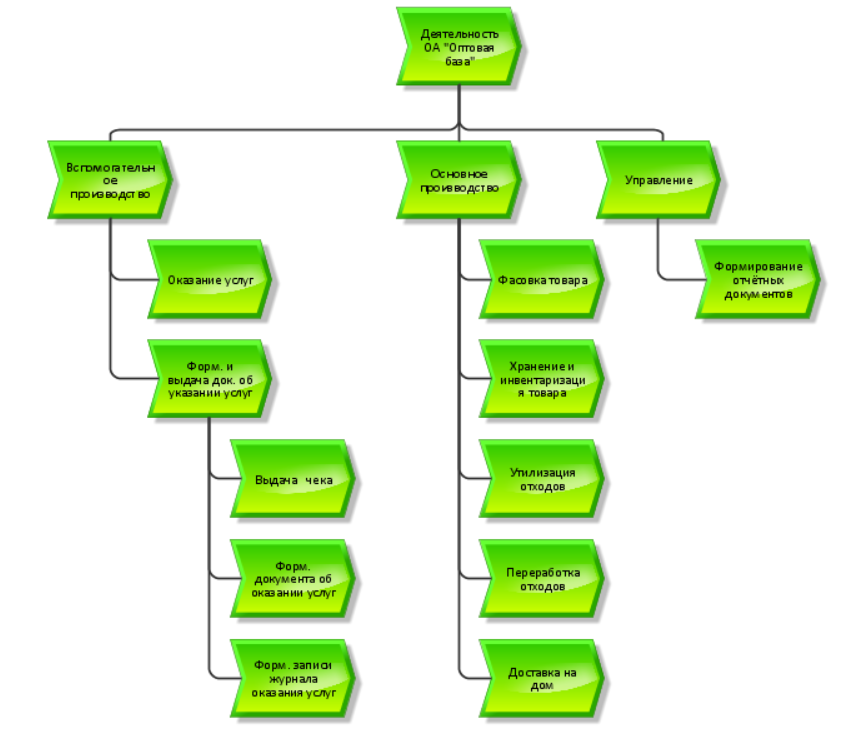 Деятельность
ОА "Оптовая
база"
Вспомогательн
ое
производство
Основное
производство
Управление
Оказание услуг
Фасовка товара
Формирование
отчётных
документов
Форм. и
выдача док. об
указании услуг
Хранение и
инвентаризаци
я товара
Выдача чека
Утилизация
отходов
Форм.
документа об
оказании услуг
Переработка
отходов
Форм. записи
журнала
оказания услуг
Доставка на
дом